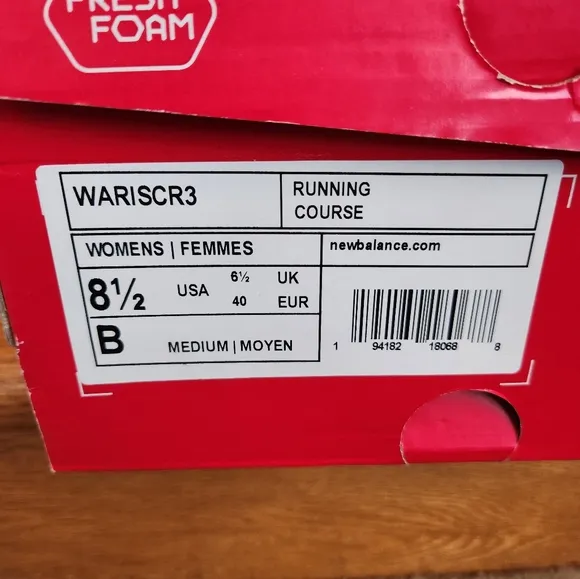 FRESH
FOAM
WARISCR3
RUNNING
COURSE
WOMENS | FEMMES
newbalance.com
8½ USA 6½ UK
40 EUR
B MEDIUM | MOYEN
1 94182 18068 8